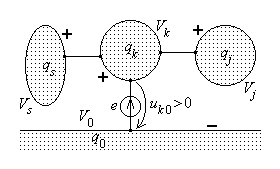 V_k
+ +
q_s q_k q_j
+
V_s V_0 e u_k0>0 V_j
−
q_0